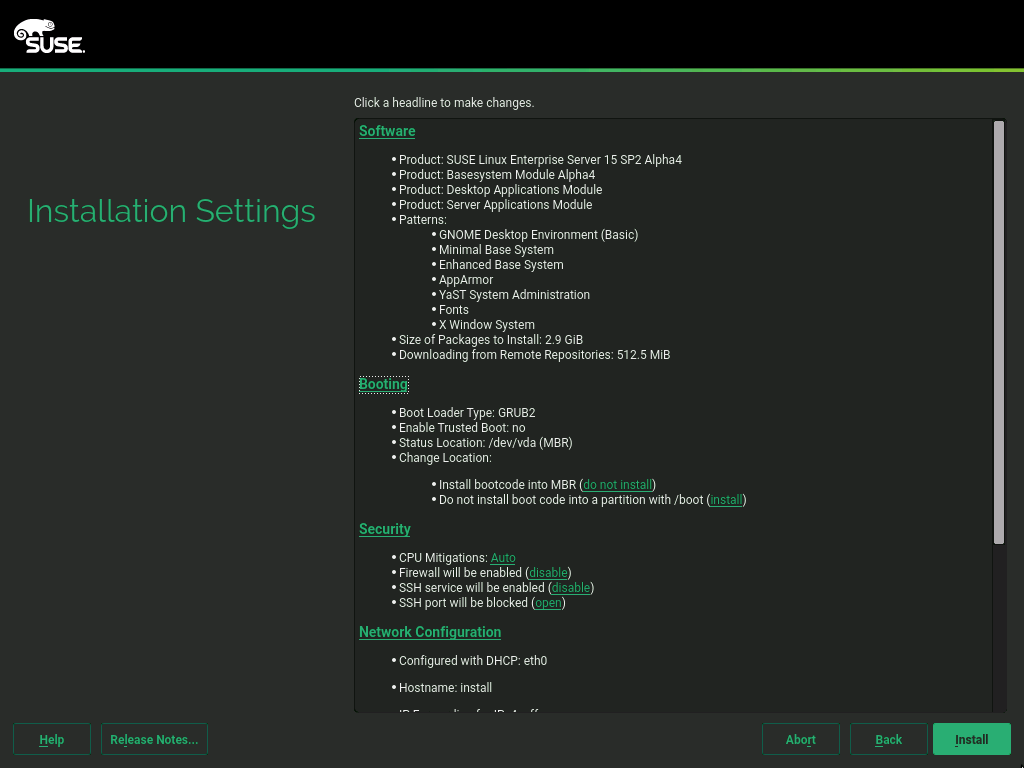 SUSE.
Click a headline to make changes.
Installation Settings
Software
• Product: SUSE Linux Enterprise Server 15 SP2 Alpha4
• Product: Basesystem Module Alpha4
• Product: Desktop Applications Module
• Product: Server Applications Module
• Patterns:
• GNOME Desktop Environment (Basic)
• Minimal Base System
• Enhanced Base System
• AppArmor
• YaST System Administration
• Fonts
• X Window System
• Size of Packages to Install: 2.9 GiB
• Downloading from Remote Repositories: 512.5 MiB
Booting
• Boot Loader Type: GRUB2
• Enable Trusted Boot: no
• Status Location: /dev/vda (MBR)
• Change Location:
• Install bootcode into MBR (do not install)
• Do not install boot code into a partition with /boot (install)
Security
• CPU Mitigations: Auto
• Firewall will be enabled (disable)
• SSH service will be enabled (disable)
• SSH port will be blocked (open)
Network Configuration
• Configured with DHCP: eth0
• Hostname: install
Help
Release Notes...
Abort
Back
Install